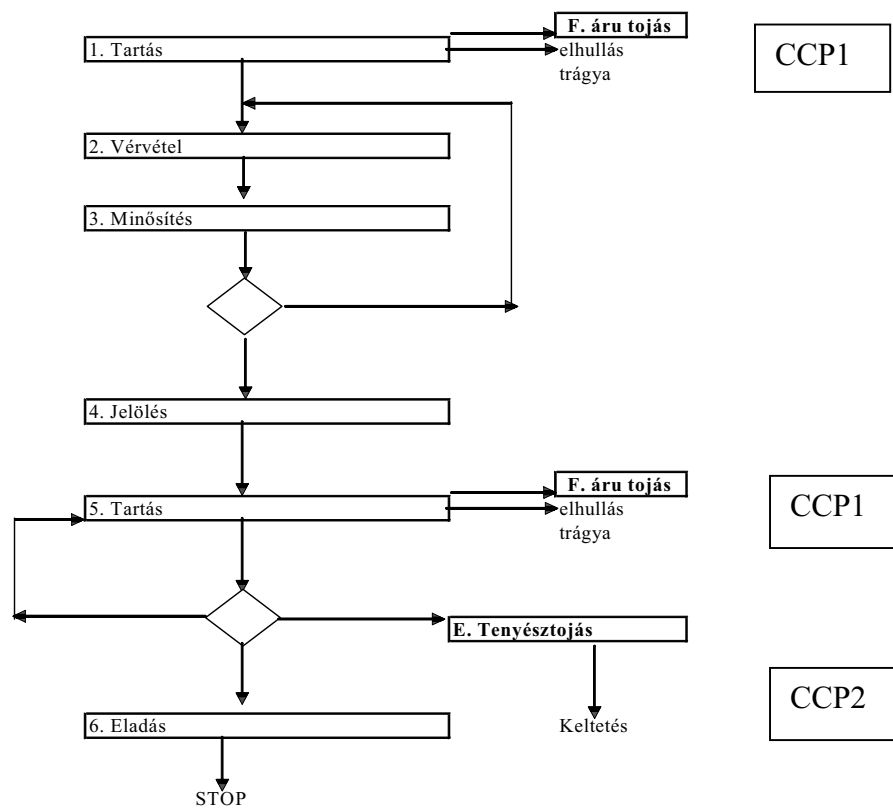 F. áru tojás
1. Tartás
elhullás
trágya
CCP1
2. Vérvétel
3. Minősítés
4. Jelölés
F. áru tojás
5. Tartás
elhullás
trágya
CCP1
E. Tenyésztojás
6. Eladás
Keltetés
CCP2
STOP